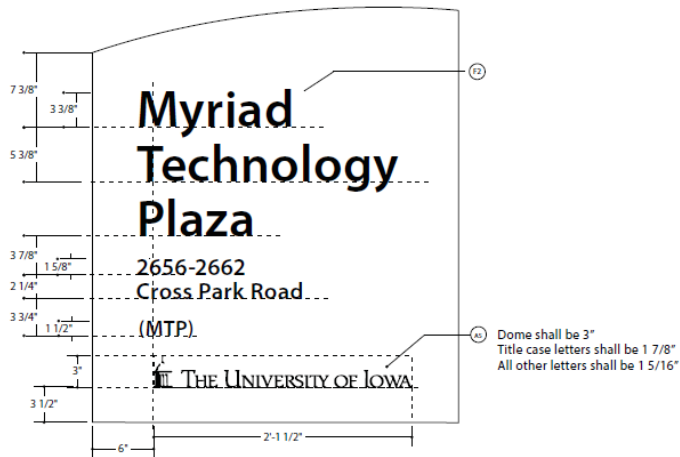 7 3/8"
F2
3 3/8"
Myriad
5 3/8"
Technology
Plaza
3 7/8"
1 5/8"
2656-2662
2 1/4"
Cross Park Road
3 3/4"
1 1/2"
(MTP)
A5
Dome shall be 3"
Title case letters shall be 1 7/8"
All other letters shall be 1 5/16"
3"
THE UNIVERSITY OF IOWA
3 1/2"
2'-1 1/2"
6"